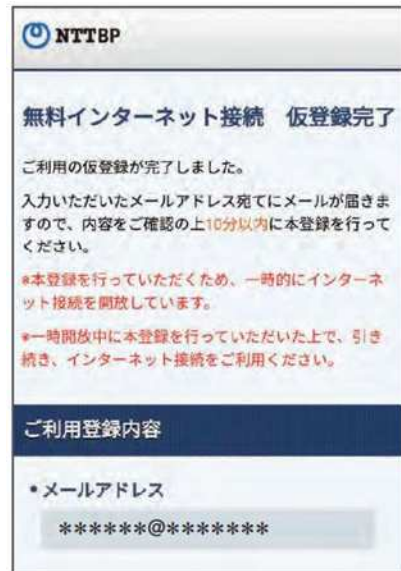 NTTBP
無料インターネット接続　仮登録完了
ご利用の仮登録が完了しました。
入力いただいたメールアドレス宛てにメールが届きま
すので、内容をご確認の上10分以内に本登録を行って
ください。
※本登録を行っていただくため、一時的にインターネ
ット接続を開放しています。
※一時開放中に本登録を行っていただいた上で、引き
続き、インターネット接続をご利用ください。
ご利用登録内容
・メールアドレス
******@*******